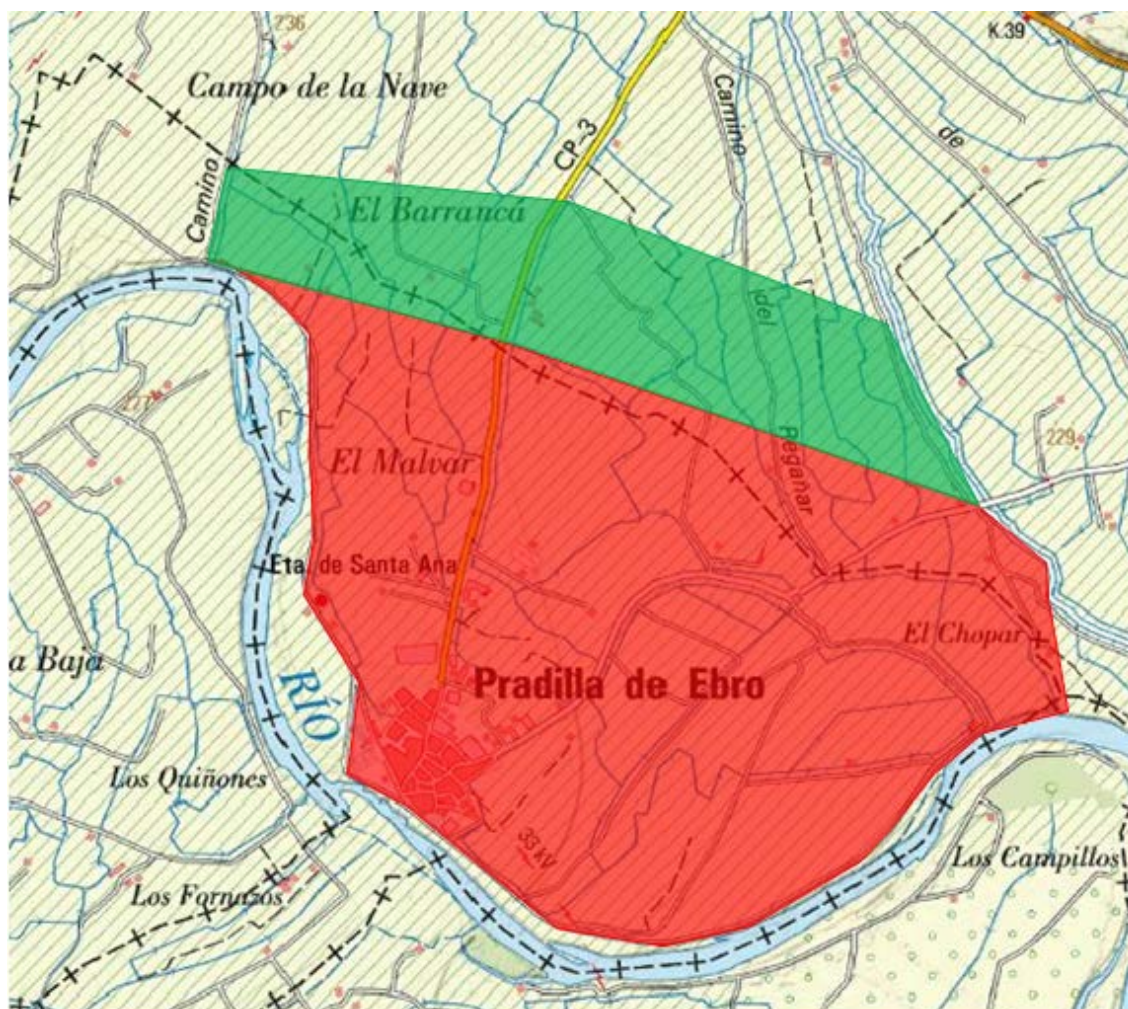 236
K.39
Campo de la Nave
CP-3
Camino
de
Camino
El Barrancá
del
Reganar
277
229
El Malvar
Eta. de Santa Ana
a Baja
RÍO
El Chopar
Pradilla de Ebro
Los Quiñones
33 kV
Los Campillos
Los Fornazos